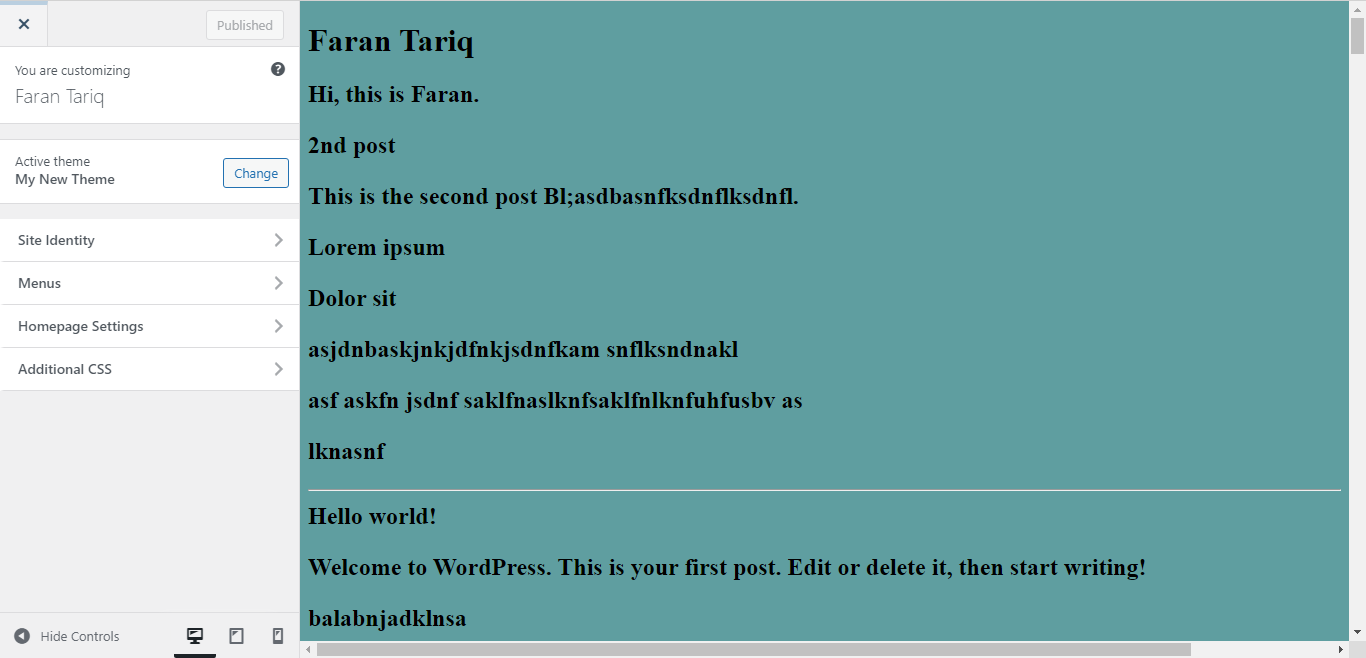 Published
You are customizing
Faran Tariq
Active theme
My New Theme
Change
Site Identity
Menus
Homepage Settings
Additional CSS
Hide Controls
Faran Tariq
Hi, this is Faran.
2nd post
This is the second post Bl;asdbasnfksdnflksdnfl.
Lorem ipsum
Dolor sit
asjdnbaskjnkjdfnkjsdnfkam snflksndnakl
asf askfn jsdnf saklfnaslknfsaklfnlknfuhfusbv as
lknasnf
Hello world!
Welcome to WordPress. This is your first post. Edit or delete it, then start writing!
balabnjadklnsa